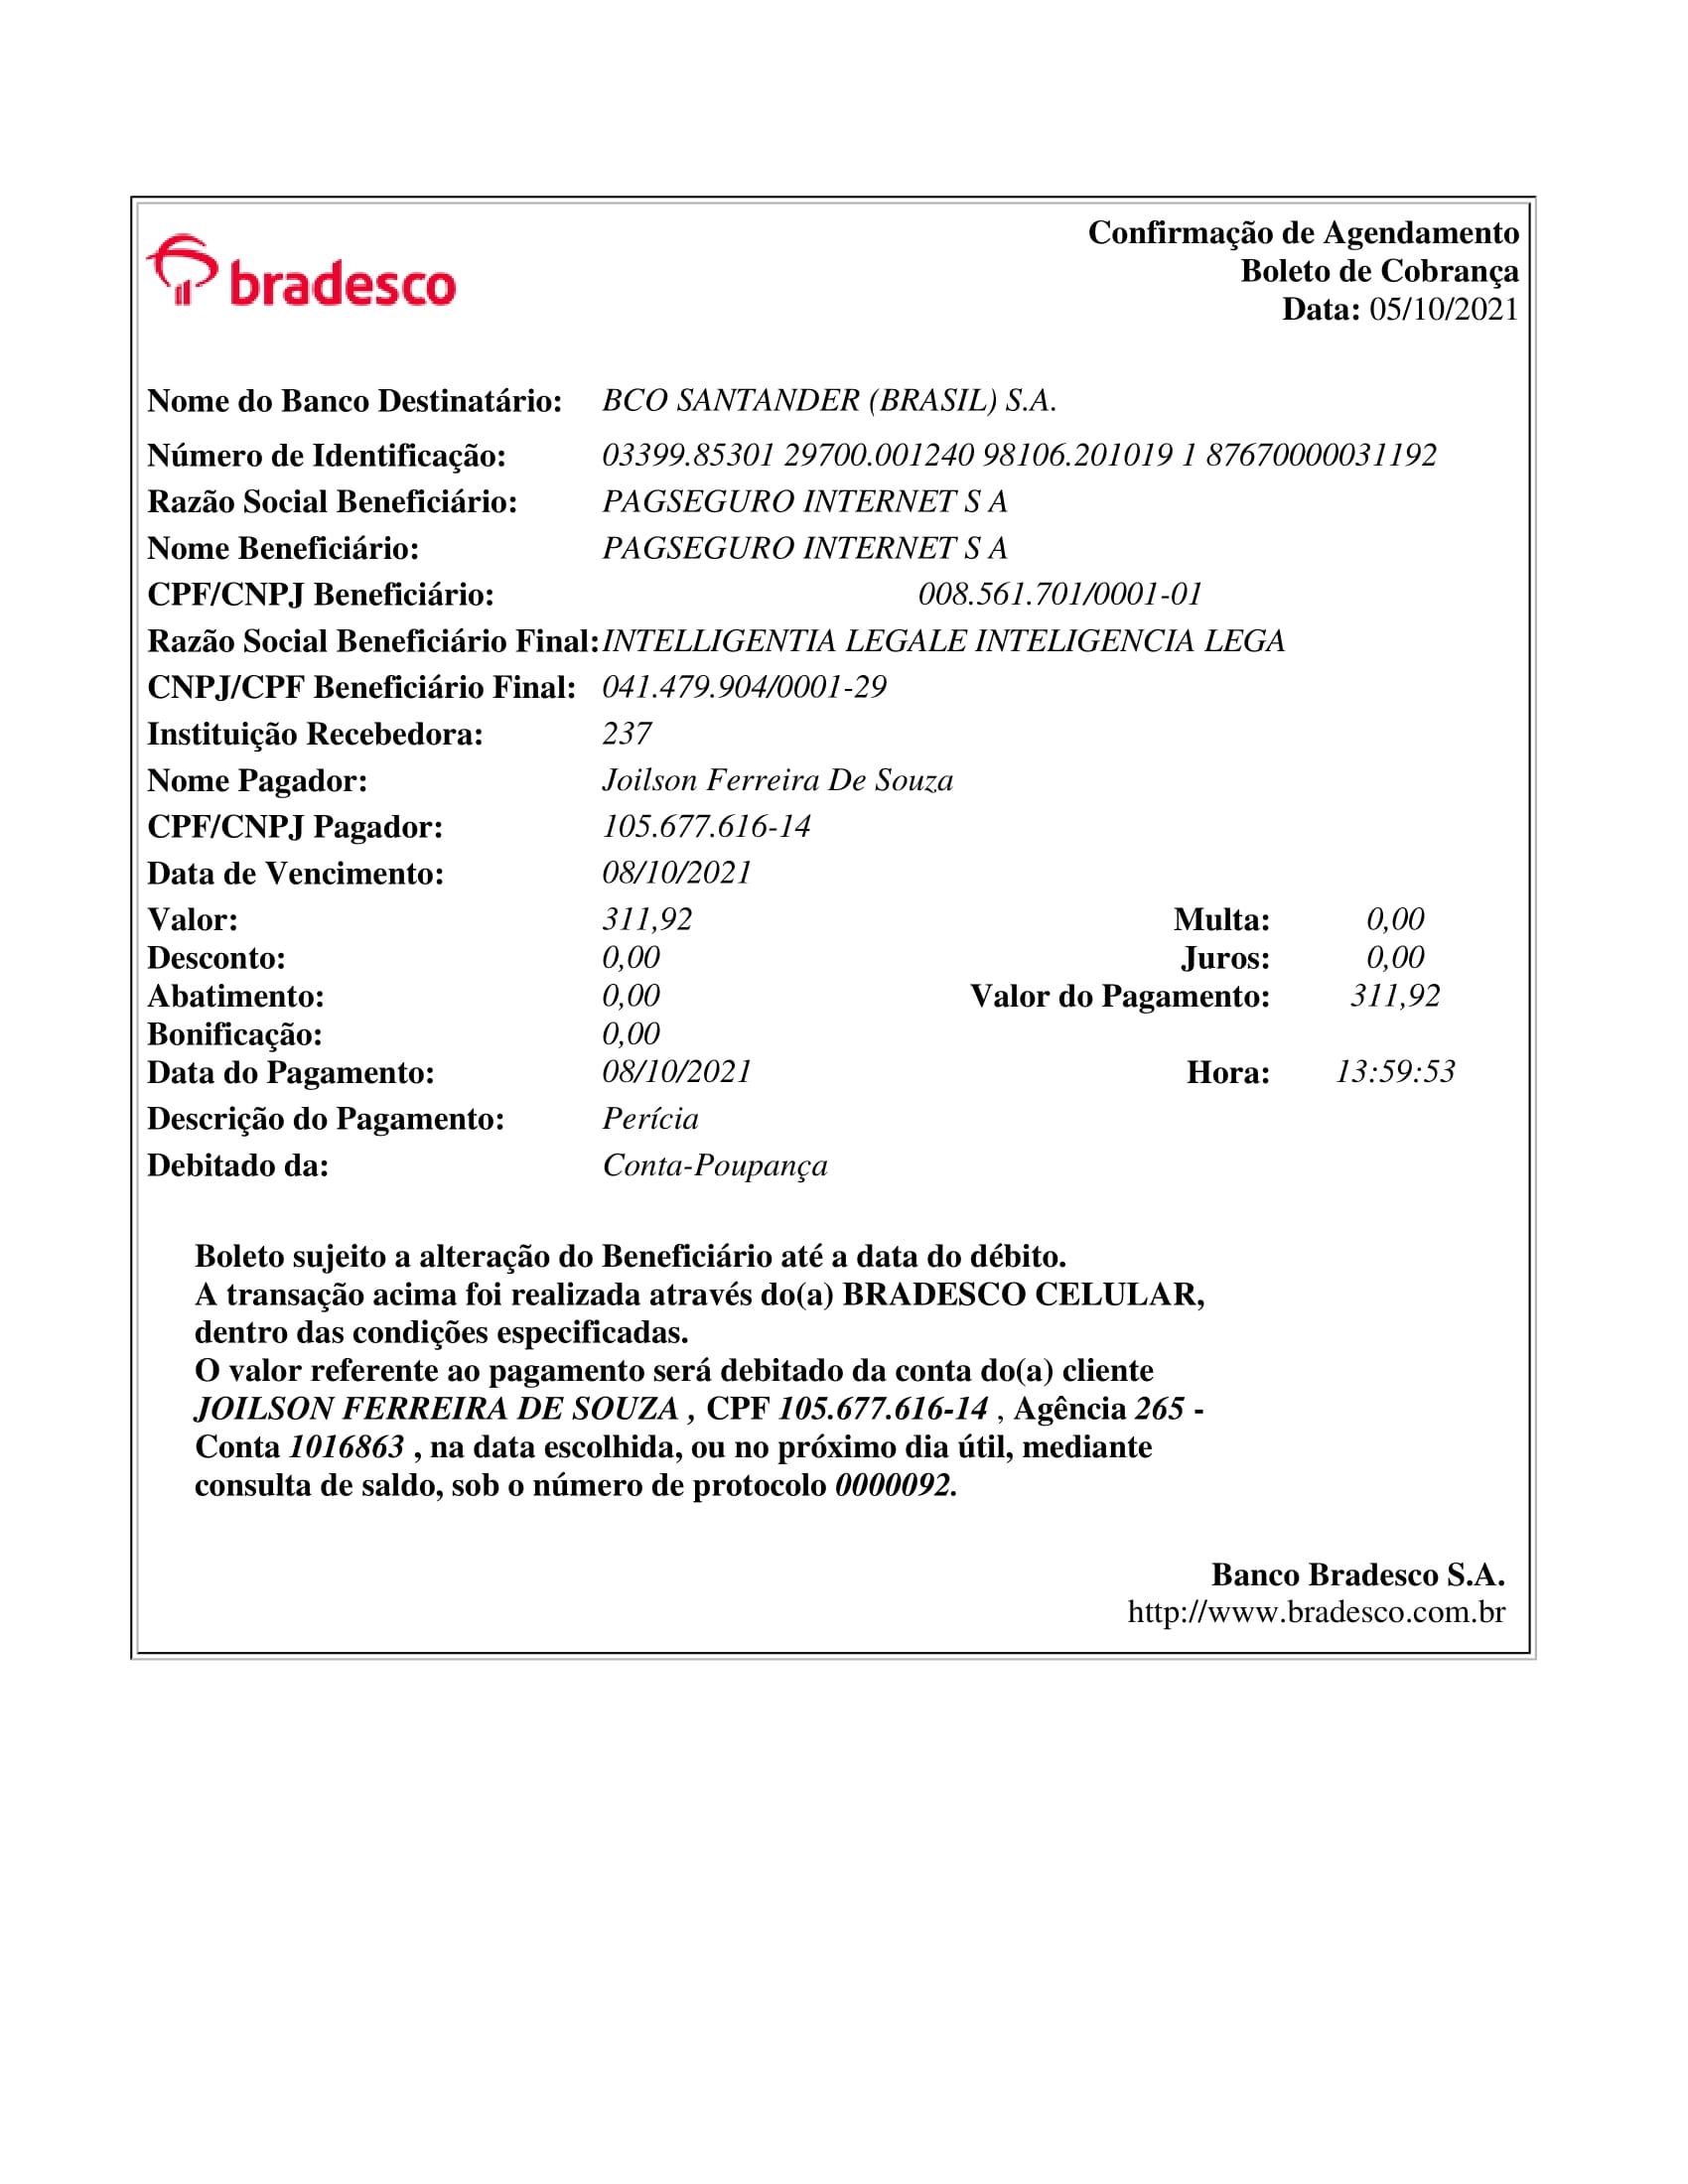 bradesco
Confirmação de Agendamento
Boleto de Cobrança
Data: 05/10/2021
Nome do Banco Destinatário: BCO SANTANDER (BRASIL) S.A.
Número de Identificação: 03399.85301 29700.001240 98106.201019 1 87670000031192
Razão Social Beneficiário: PAGSEGURO INTERNET S A
Nome Beneficiário: PAGSEGURO INTERNET S A
CPF/CNPJ Beneficiário: 008.561.701/0001-01
Razão Social Beneficiário Final: INTELLIGENTIA LEGALE INTELIGENCIA LEGA
CNPJ/CPF Beneficiário Final: 041.479.904/0001-29
Instituição Recebedora: 237
Nome Pagador: Joilson Ferreira De Souza
CPF/CNPJ Pagador: 105.677.616-14
Data de Vencimento: 08/10/2021
Valor: 311,92 Multa: 0,00
Desconto: 0,00 Juros: 0,00
Abatimento: 0,00 Valor do Pagamento: 311,92
Bonificação: 0,00
Data do Pagamento: 08/10/2021 Hora: 13:59:53
Descrição do Pagamento: Perícia
Debitado da: Conta-Poupança
Boleto sujeito a alteração do Beneficiário até a data do débito.
A transação acima foi realizada através do(a) BRADESCO CELULAR,
dentro das condições especificadas.
O valor referente ao pagamento será debitado da conta do(a) cliente
JOILSON FERREIRA DE SOUZA , CPF 105.677.616-14 , Agência 265 -
Conta 1016863 , na data escolhida, ou no próximo dia útil, mediante
consulta de saldo, sob o número de protocolo 0000092.
Banco Bradesco S.A.
http://www.bradesco.com.br